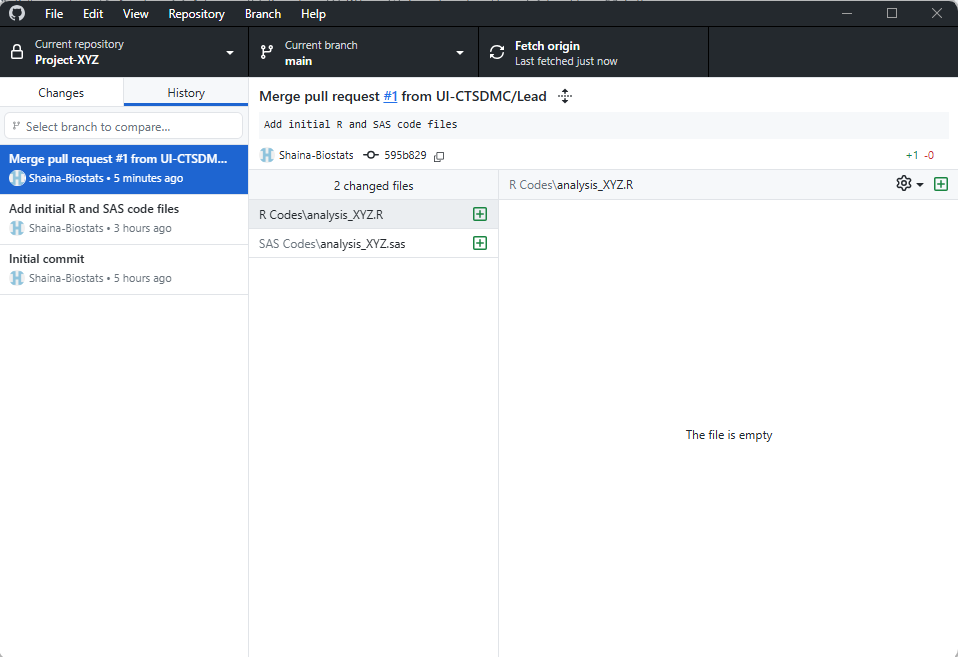 File Edit View Repository Branch Help
Current repository
Project-XYZ
Current branch
main
Fetch origin
Last fetched just now
Changes
History
Select branch to compare...
Merge pull request #1 from UI-CTSDM...
Shaina-Biostats • 5 minutes ago
Add initial R and SAS code files
Shaina-Biostats • 3 hours ago
Initial commit
Shaina-Biostats • 5 hours ago
Merge pull request #1 from UI-CTSDMC/Lead
Add initial R and SAS code files
Shaina-Biostats 595b829
+1 -0
2 changed files
R Codes\analysis_XYZ.R
SAS Codes\analysis_XYZ.sas
R Codes\analysis_XYZ.R
The file is empty